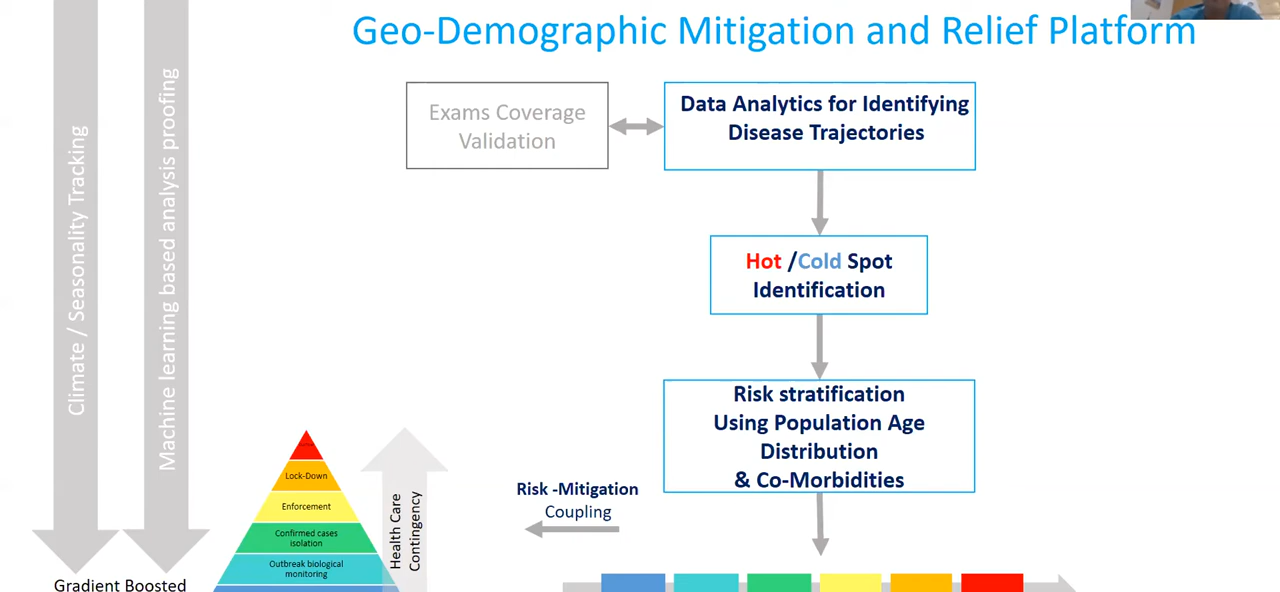 Geo-Demographic Mitigation and Relief Platform
Exams Coverage
Validation
Data Analytics for Identifying
Disease Trajectories
Hot /Cold Spot
Identification
Risk stratification
Using Population Age
Distribution
& Co-Morbidities
Risk -Mitigation
Coupling
Climate / Seasonality Tracking
Machine learning based analysis proofing
Gradient Boosted
Lock-Down
Enforcement
Confirmed cases
isolation
Outbreak biological
monitoring
Health Care
Contingency